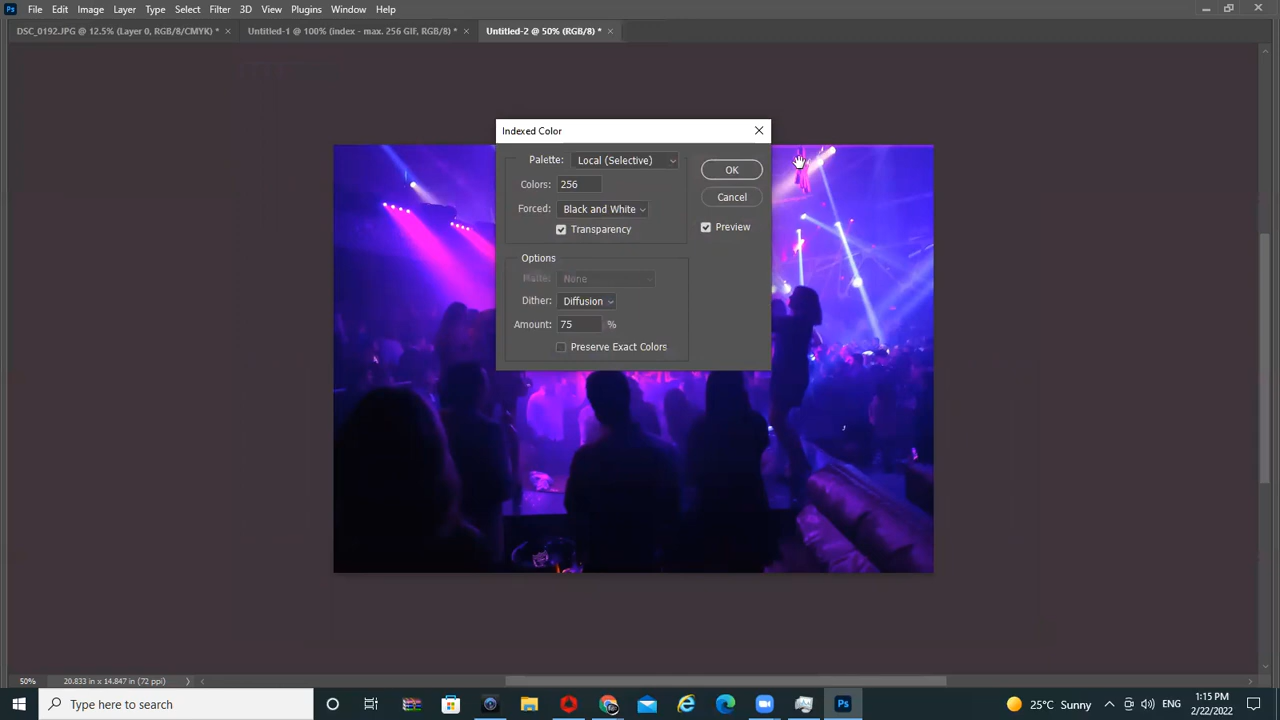 Ps File Edit Image Layer Type Select Filter 3D View Plugins Window Help
DSC_0192.JPG @ 12.5% (Layer 0, RGB/8/CMYK) * × Untitled-1 @ 100% (index - max. 256 GIF, RGB/8) * × Untitled-2 @ 50% (RGB/8) * ×
Indexed Color
Palette: Local (Selective)
OK
Colors: 256
Cancel
Forced: Black and White
Transparency
Preview
Options
Matte: None
Dither: Diffusion
Amount: 75 %
Preserve Exact Colors
50% 20.833 in x 14.847 in (72 ppi)
Type here to search
25°C Sunny
ENG
1:15 PM
2/22/2022
Ps